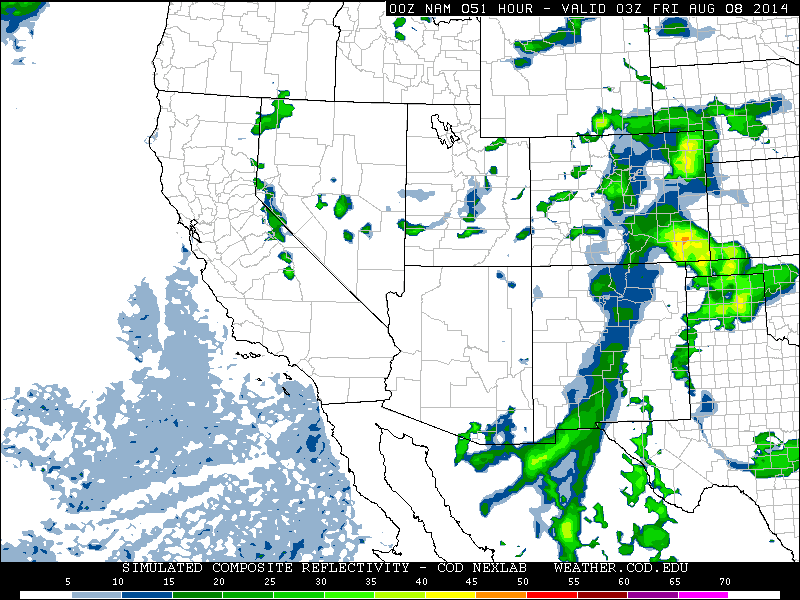 00Z NAM 051 HOUR - VALID 03Z FRI AUG 08 2014
SIMULATED COMPOSITE REFLECTIVITY - COD NEXLAB WEATHER.COD.EDU
5 10 15 20 25 30 35 40 45 50 55 60 65 70